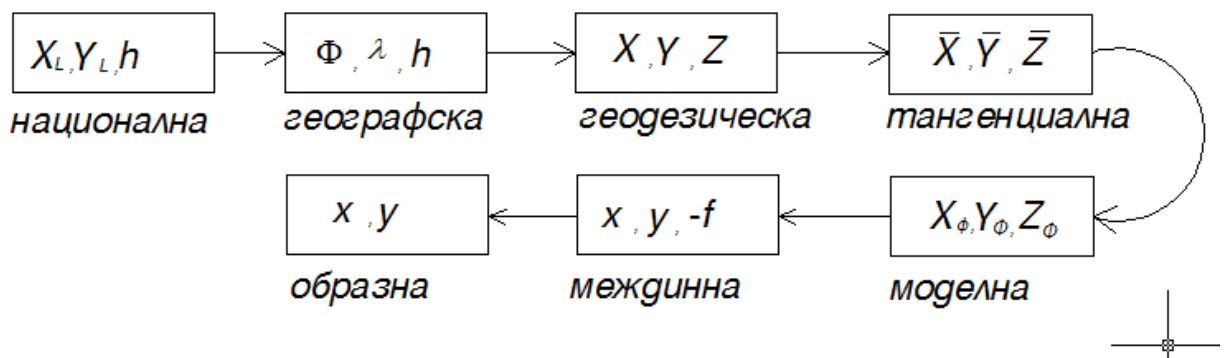 X_L,Y_L,h
Φ,λ,h
X,Y,Z
X̄,Ȳ,Z̄
национална
географска
геодезическа
тангенциална
x,y
x,y,-f
X_Φ,Y_Φ,Z_Φ
образна
междинна
моделна